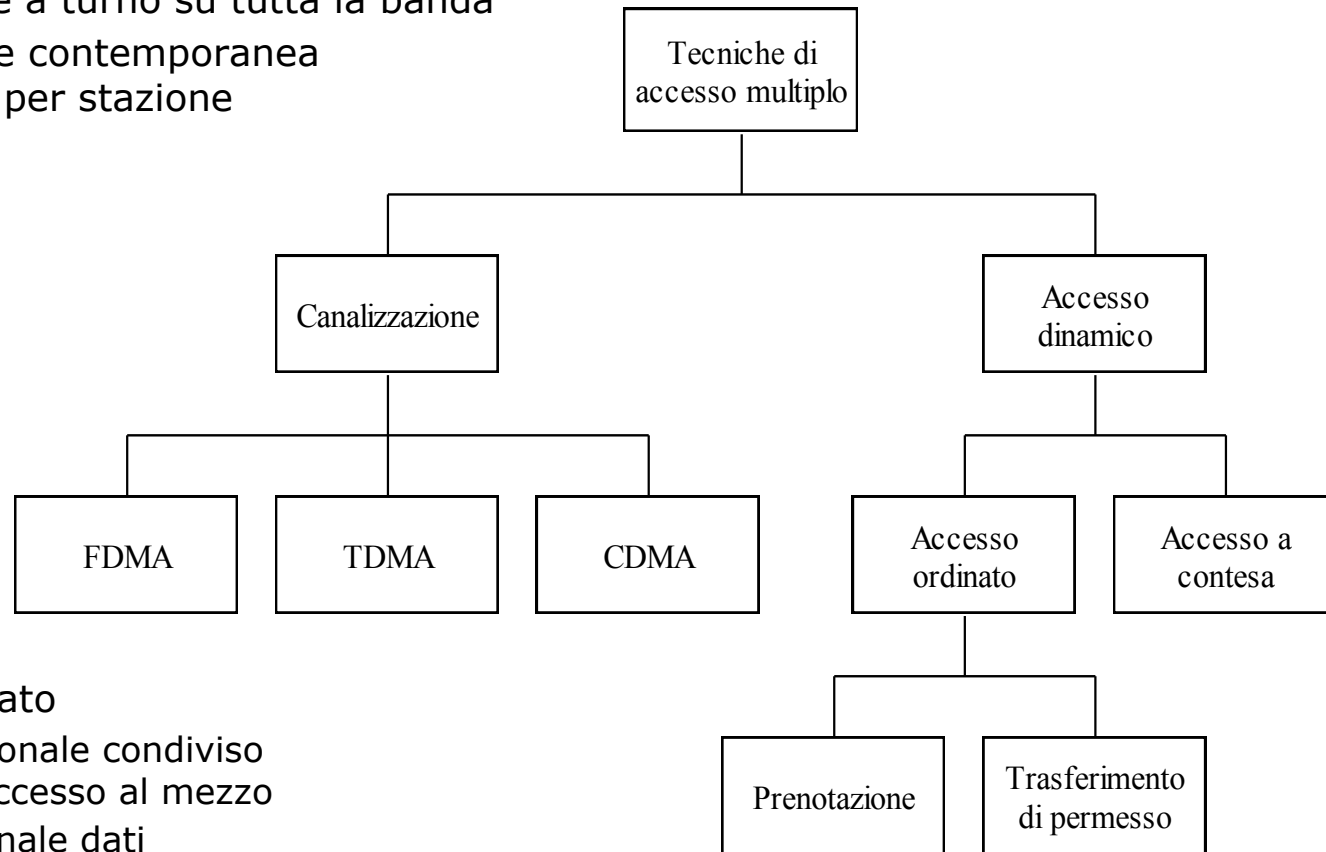 e a turno su tutta la banda
e contemporanea
per stazione
Tecniche di
accesso multiplo
Canalizzazione
Accesso
dinamico
FDMA
TDMA
CDMA
Accesso
ordinato
Accesso a
contesa
ato
onale condiviso
ccesso al mezzo
nale dati
Prenotazione
Trasferimento
di permesso